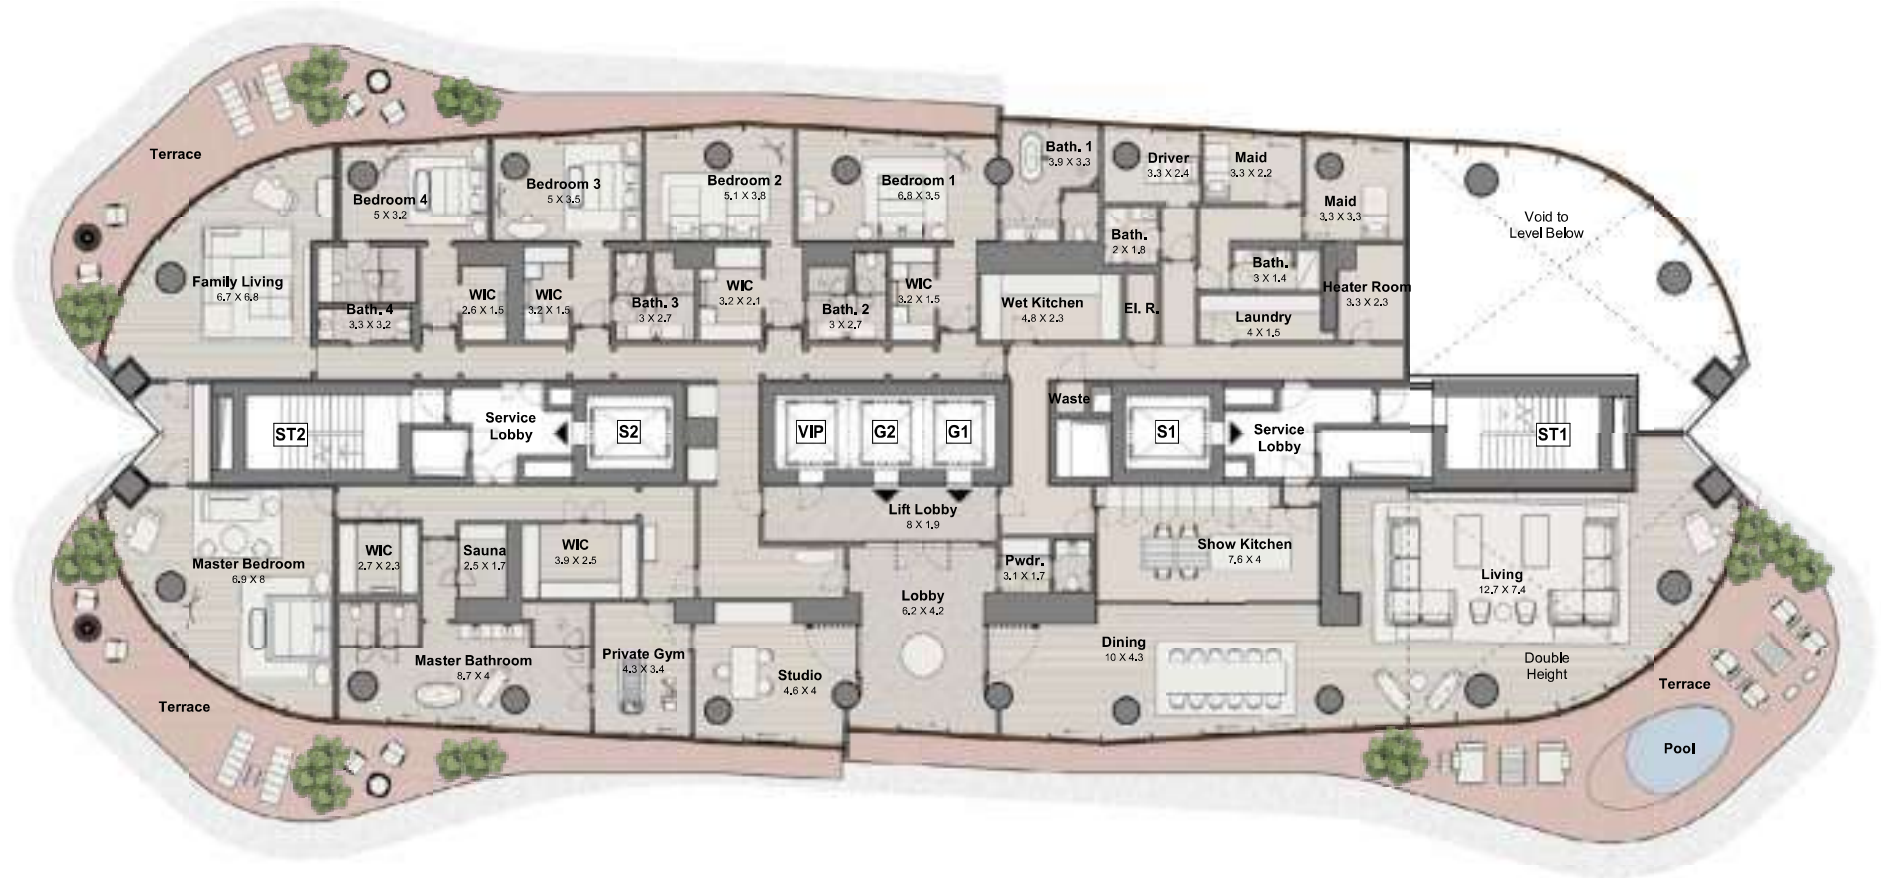 Terrace
Bedroom 4
5 X 3.2
Bedroom 3
5 X 3.5
Bedroom 2
5.1 X 3.8
Bedroom 1
6.8 X 3.5
Bath. 1
3.9 X 3.3
Driver
3.3 X 2.4
Maid
3.3 X 2.2
Maid
3.3 X 3.3
Void to
Level Below
Family Living
6.7 X 6.8
Bath. 4
3.3 X 3.2
WIC
2.6 X 1.5
WIC
3.2 X 1.5
Bath. 3
3 X 2.7
WIC
3.2 X 2.1
Bath. 2
3 X 2.7
WIC
3.2 X 1.5
Wet Kitchen
4.8 X 2.3
Bath.
2 X 1.8
El. R.
Bath.
3 X 1.4
Laundry
4 X 1.5
Heater Room
3.3 X 2.3
ST2
Service
Lobby
S2
VIP
G2
G1
Waste
S1
Service
Lobby
ST1
Lift Lobby
8 X 1.9
Master Bedroom
6.9 X 8
WIC
2.7 X 2.3
Sauna
2.5 X 1.7
WIC
3.9 X 2.5
Lobby
6.2 X 4.2
Pwdr.
3.1 X 1.7
Show Kitchen
7.6 X 4
Living
12.7 X 7.4
Master Bathroom
8.7 X 4
Private Gym
4.3 X 3.4
Studio
4.6 X 4
Dining
10 X 4.3
Double
Height
Terrace
Terrace
Pool